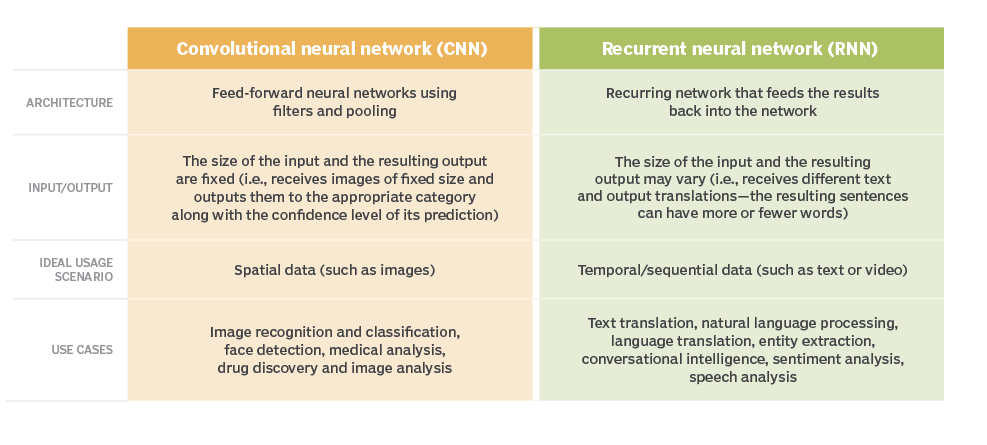 Convolutional neural network (CNN)
Recurrent neural network (RNN)
ARCHITECTURE
Feed-forward neural networks using
filters and pooling
Recurring network that feeds the results
back into the network
INPUT/OUTPUT
The size of the input and the resulting output
are fixed (i.e., receives images of fixed size and
outputs them to the appropriate category
along with the confidence level of its prediction)
The size of the input and the resulting
output may vary (i.e., receives different text
and output translations—the resulting sentences
can have more or fewer words)
IDEAL USAGE
SCENARIO
Spatial data (such as images)
Temporal/sequential data (such as text or video)
USE CASES
Image recognition and classification,
face detection, medical analysis,
drug discovery and image analysis
Text translation, natural language processing,
language translation, entity extraction,
conversational intelligence, sentiment analysis,
speech analysis